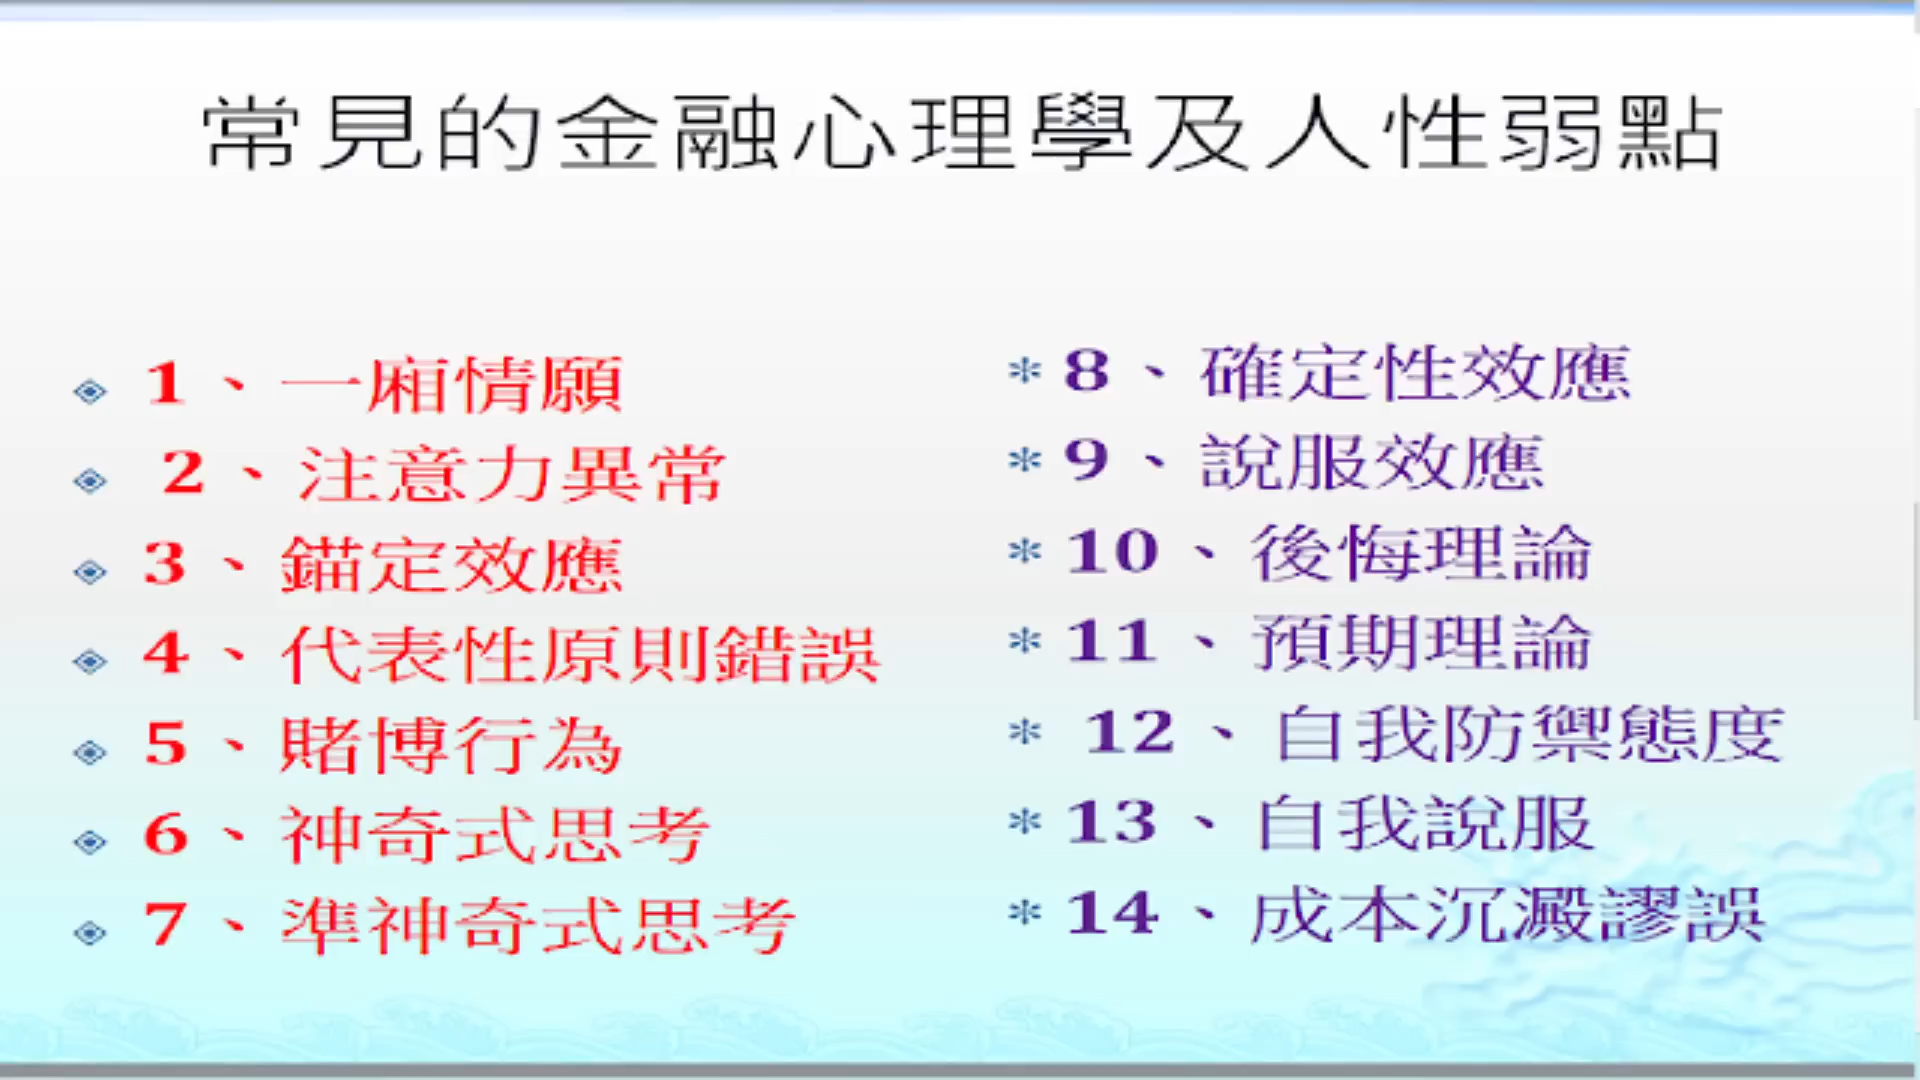 常見的金融心理學及人性弱點
1、一廂情願
2、注意力異常
3、錨定效應
4、代表性原則錯誤
5、賭博行為
6、神奇式思考
7、準神奇式思考
8、確定性效應
9、說服效應
10、後悔理論
11、預期理論
12、自我防禦態度
13、自我說服
14、成本沉澱謬誤